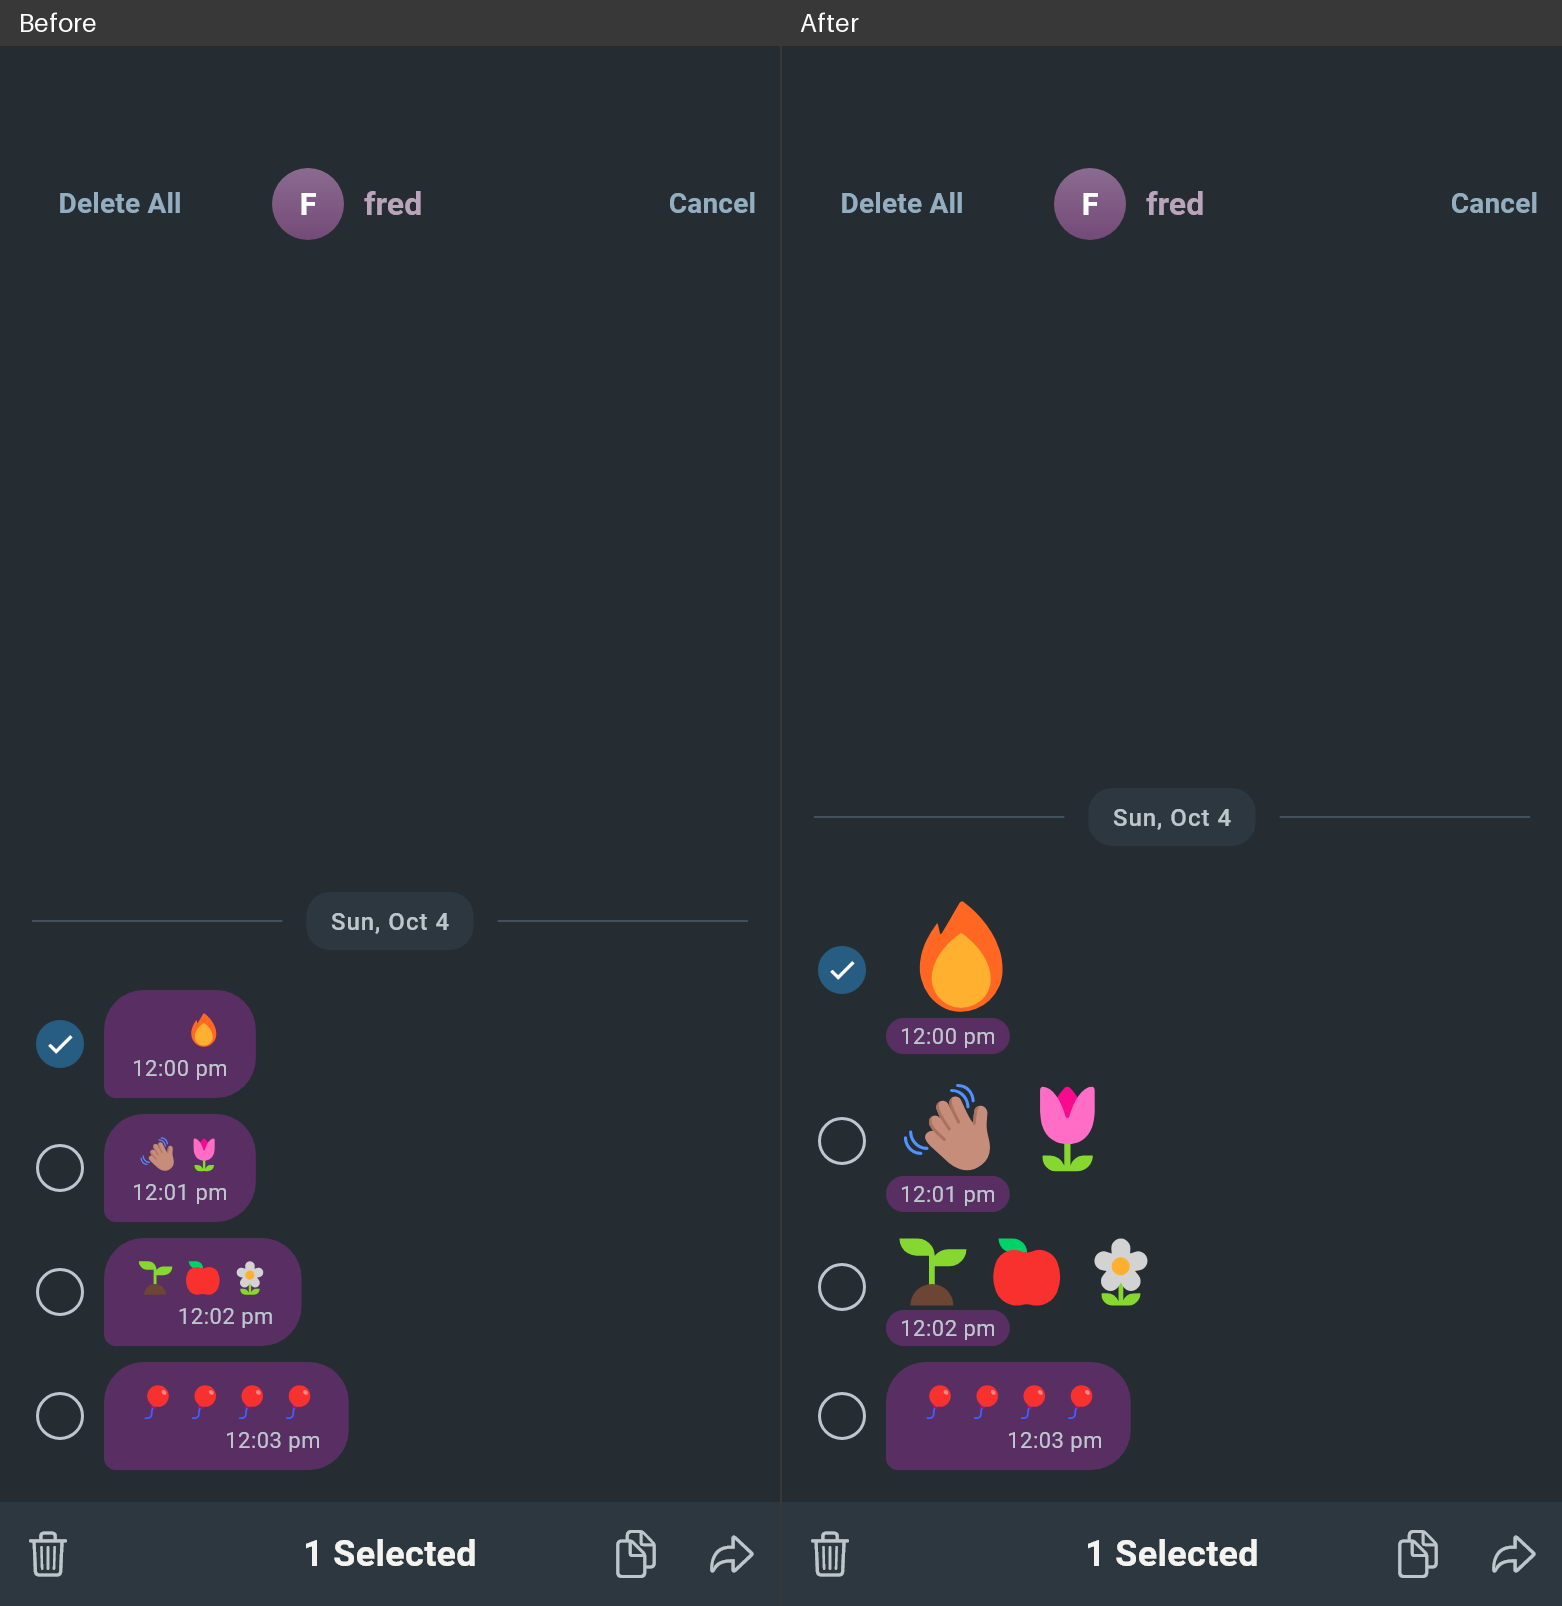 Before
Delete All
F
fred
Cancel
Sun, Oct 4
12:00 pm
12:01 pm
12:02 pm
12:03 pm
1 Selected
After
Delete All
F
fred
Cancel
Sun, Oct 4
12:00 pm
12:01 pm
12:02 pm
12:03 pm
1 Selected